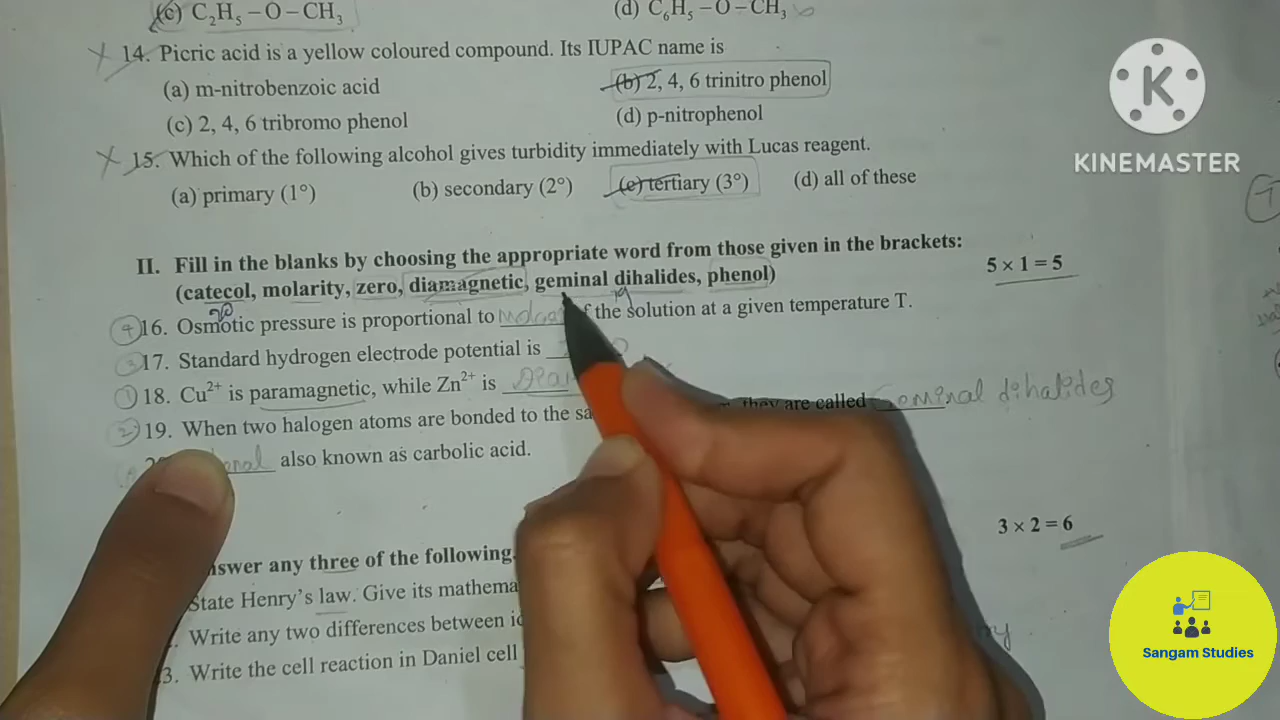 (c) C₂H₅ – O – CH₃ (d) C₆H₅ – O – CH₃
14. Picric acid is a yellow coloured compound. Its IUPAC name is
(a) m-nitrobenzoic acid (b) 2, 4, 6 trinitro phenol
(c) 2, 4, 6 tribromo phenol (d) p-nitrophenol
15. Which of the following alcohol gives turbidity immediately with Lucas reagent.
(a) primary (1°) (b) secondary (2°) (c) tertiary (3°) (d) all of these
II. Fill in the blanks by choosing the appropriate word from those given in the brackets:
(catecol, molarity, zero, diamagnetic, geminal dihalides, phenol) 5 × 1 = 5
4 16. Osmotic pressure is proportional to the solution at a given temperature T.
3 17. Standard hydrogen electrode potential is
1 18. Cu²⁺ is paramagnetic, while Zn²⁺ is
2 19. When two halogen atoms are bonded to the they are called Geminal dihalides
also known as carbolic acid.
three of the following. 3 × 2 = 6
State Henry's law. Give its
Write any two differences between
3. Write the cell reaction in Daniel cell
K
KINEMASTER
Sangam Studies